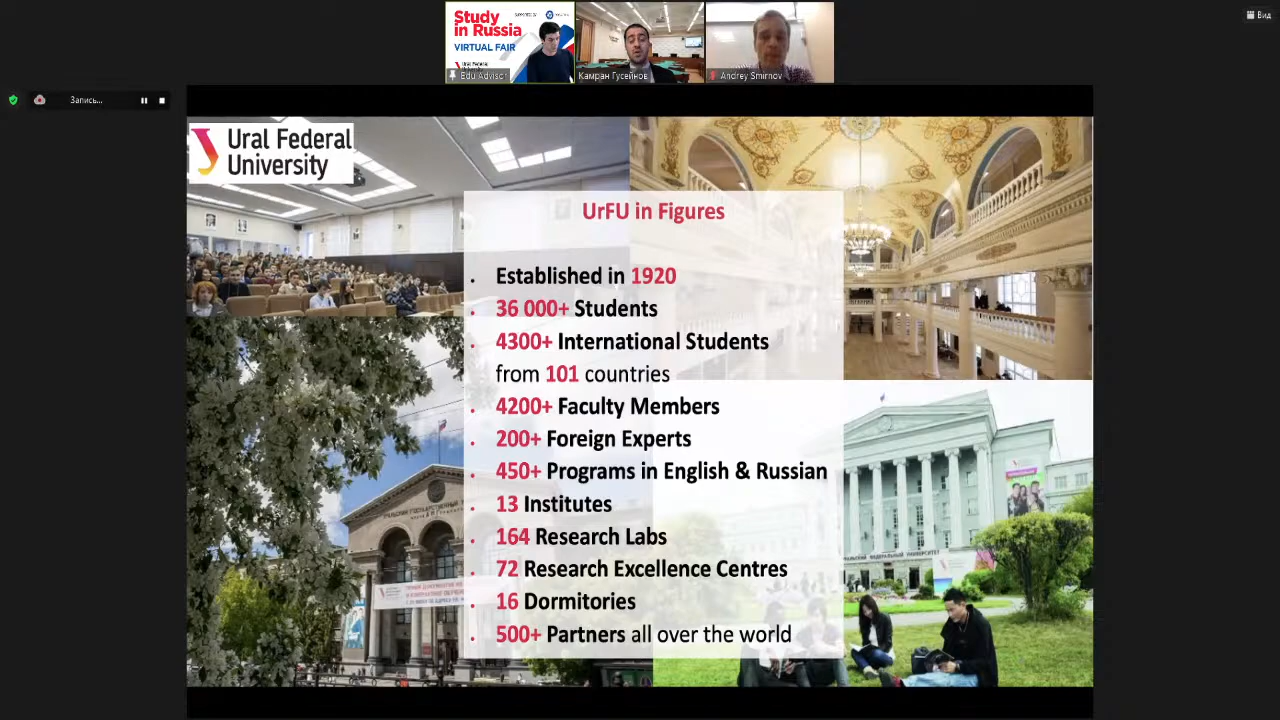 Study
in Russia
VIRTUAL FAIR
Ural Federal
Edu Advisor
Камран Гусейнов
Andrey Smirnov
Вид
Запись...
Ural Federal
University
UrFU in Figures
. Established in 1920
. 36 000+ Students
. 4300+ International Students
from 101 countries
. 4200+ Faculty Members
. 200+ Foreign Experts
. 450+ Programs in English & Russian
. 13 Institutes
. 164 Research Labs
. 72 Research Excellence Centres
. 16 Dormitories
. 500+ Partners all over the world